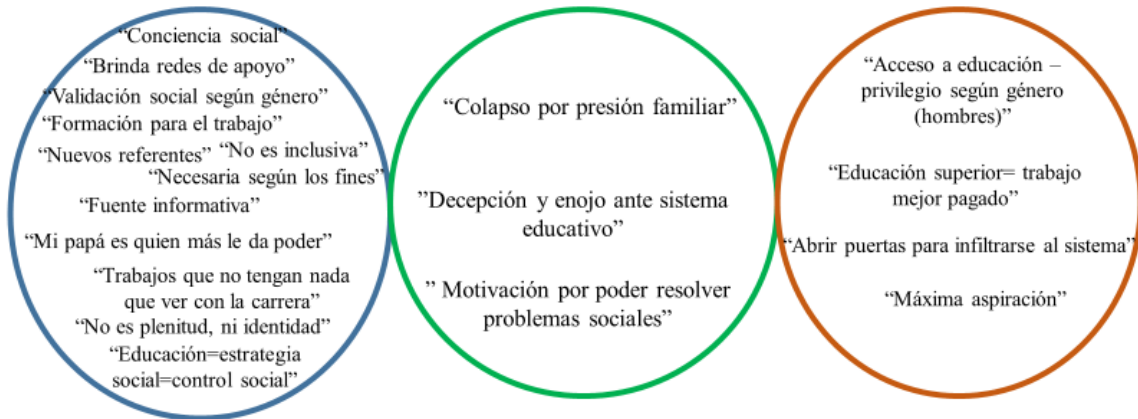 “Conciencia social”
“Brinda redes de apoyo”
“Validación social según género”
“Formación para el trabajo”
“Nuevos referentes” “No es inclusiva”
“Necesaria según los fines”
“Fuente informativa”
“Mi papá es quien más le da poder”
“Trabajos que no tengan nada
que ver con la carrera”
“No es plenitud, ni identidad”
“Educación=estrategia
social=control social”
“Colapso por presión familiar”
”Decepción y enojo ante sistema
educativo”
” Motivación por poder resolver
problemas sociales”
“Acceso a educación –
privilegio según género
(hombres)”
“Educación superior= trabajo
mejor pagado”
“Abrir puertas para infiltrarse al sistema”
“Máxima aspiración”